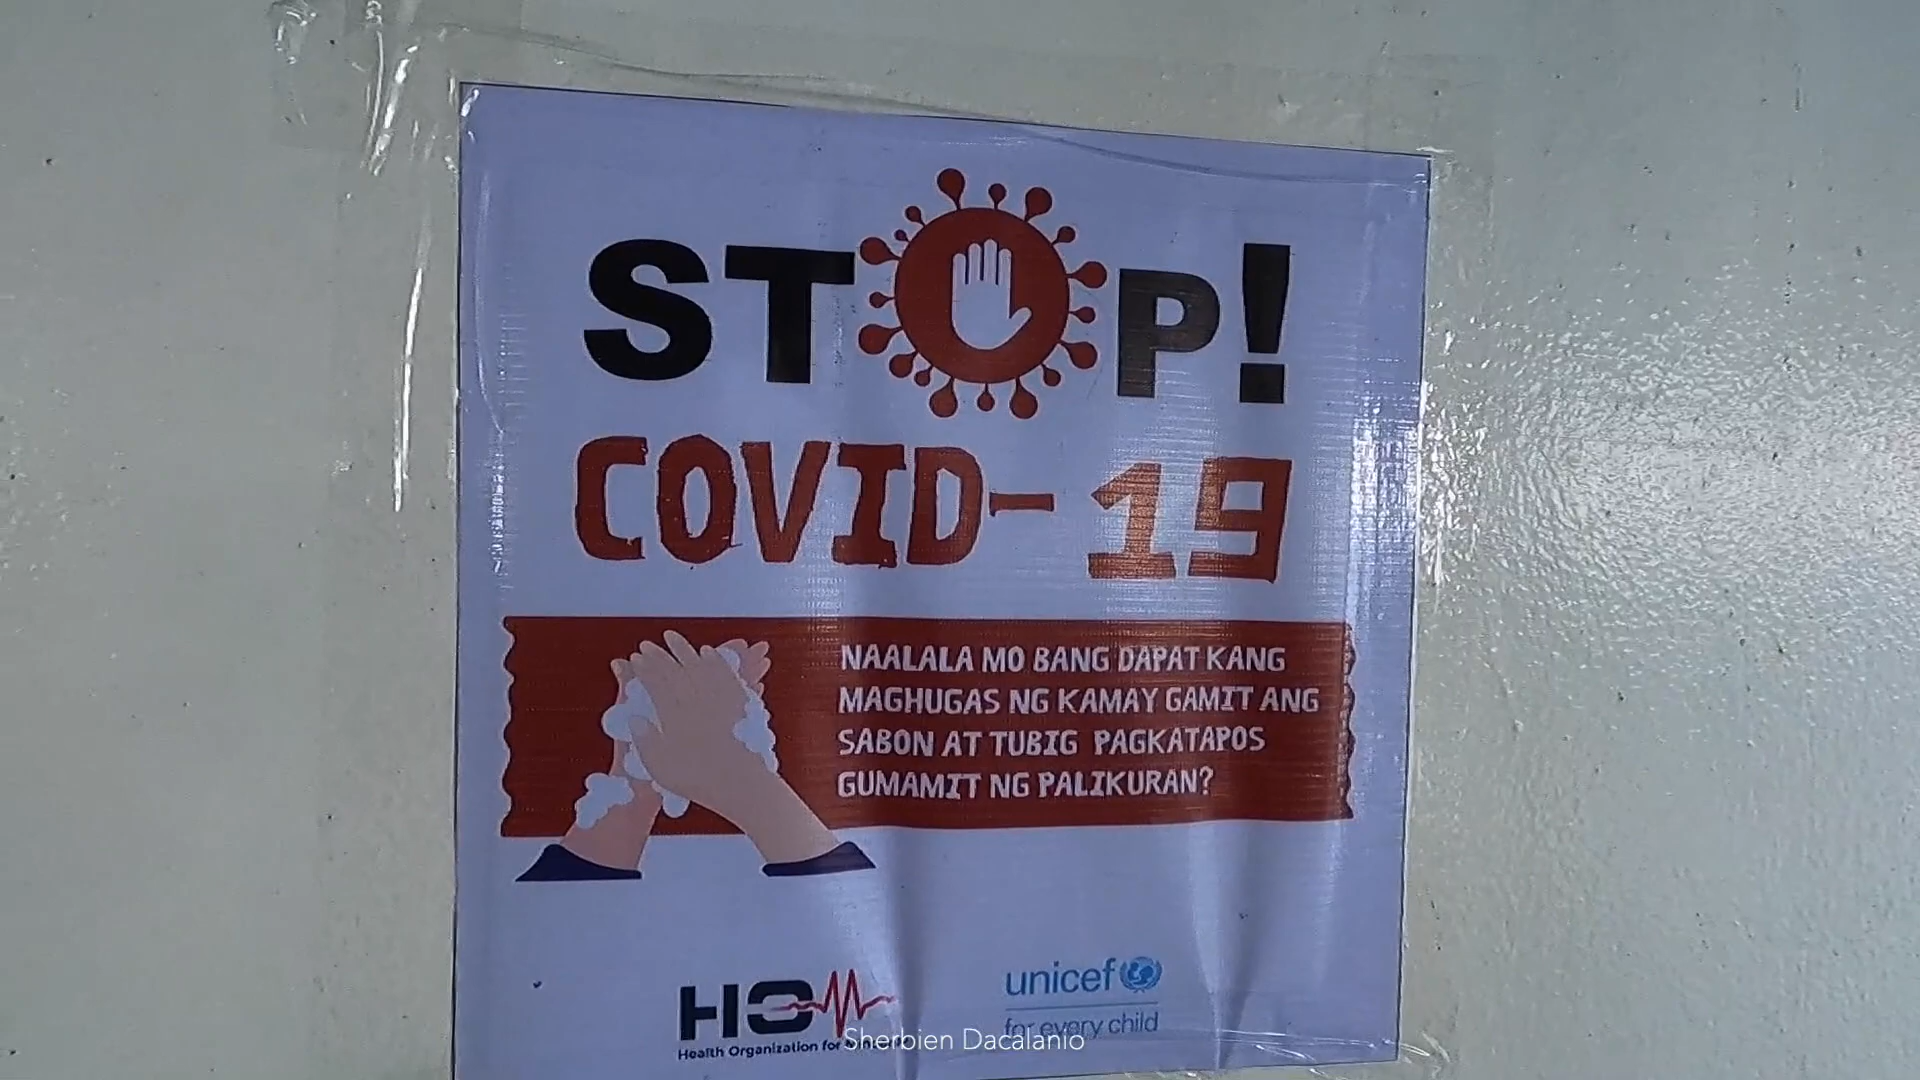 STOP!
COVID-19
NAALALA MO BANG DAPAT KANG
MAGHUGAS NG KAMAY GAMIT ANG
SABON AT TUBIG PAGKATAPOS
GUMAMIT NG PALIKURAN?
HOM
Health Organization for
unicef
for every child
Sherbien Dacalanio